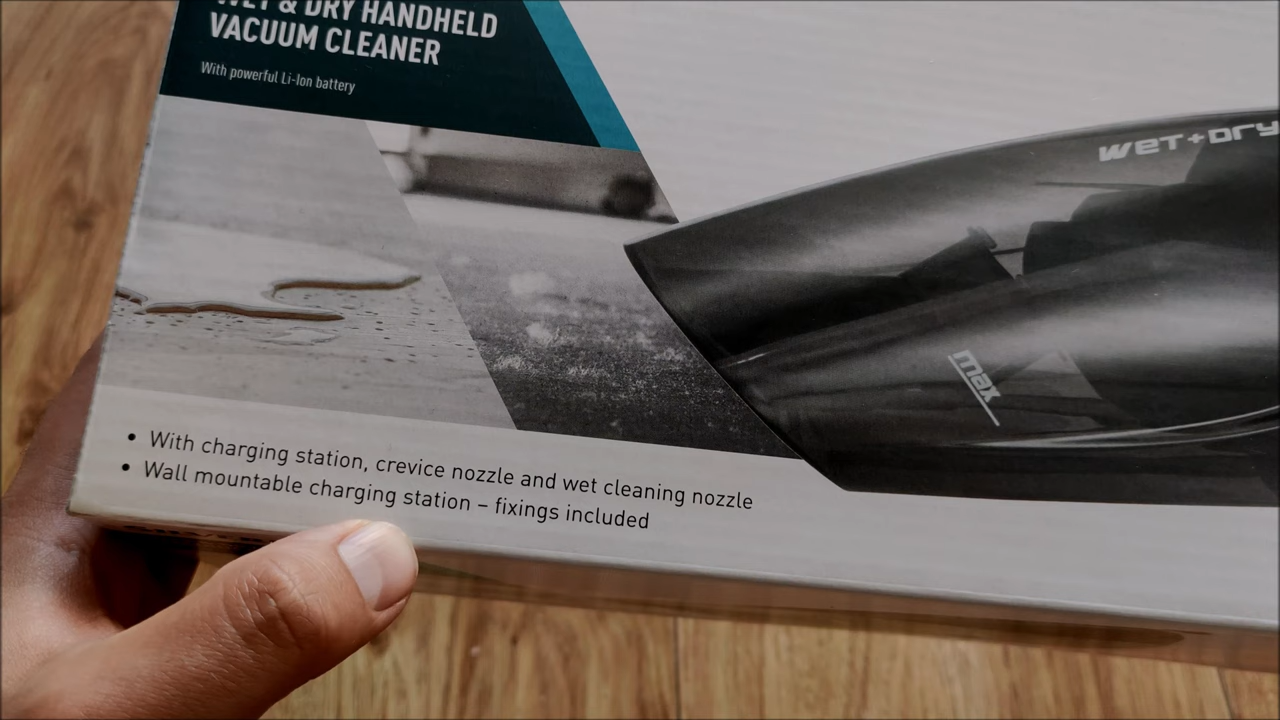 WET & DRY HANDHELD
VACUUM CLEANER
With powerful Li-Ion battery
WET+DRY
max
• With charging station, crevice nozzle and wet cleaning nozzle
• Wall mountable charging station – fixings included